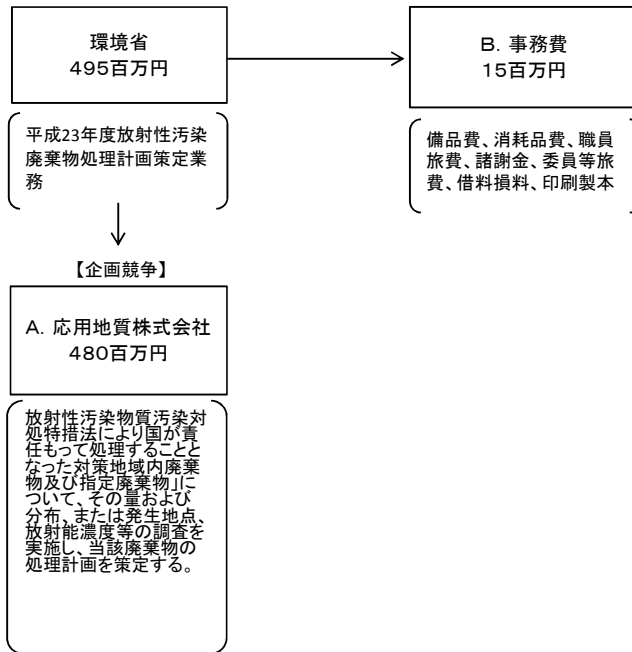 環境省
495百万円
B. 事務費
15百万円
平成23年度放射性汚染
廃棄物処理計画策定業
務
備品費、消耗品費、職員
旅費、諸謝金、委員等旅
費、借料損料、印刷製本
【企画競争】
A. 応用地質株式会社
480百万円
放射性汚染物質汚染対
処特措法により国が責
任もって処理することと
なった対策地域内廃棄
物及び指定廃棄物」に
ついて、その量および
分布、または発生地点、
放射能濃度等の調査を
実施し、当該廃棄物の
処理計画を策定する。